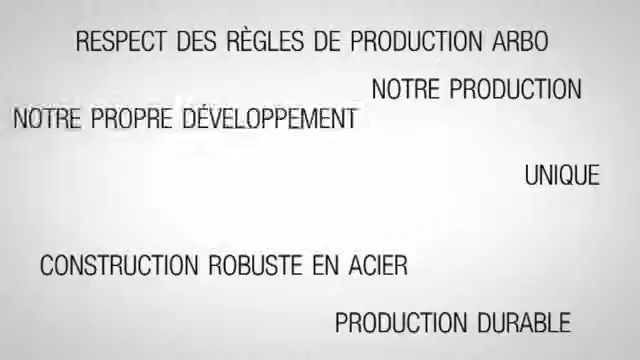 RESPECT DES RÈGLES DE PRODUCTION ARBO
NOTRE PRODUCTION
NOTRE PROPRE DÉVELOPPEMENT
UNIQUE
CONSTRUCTION ROBUSTE EN ACIER
PRODUCTION DURABLE